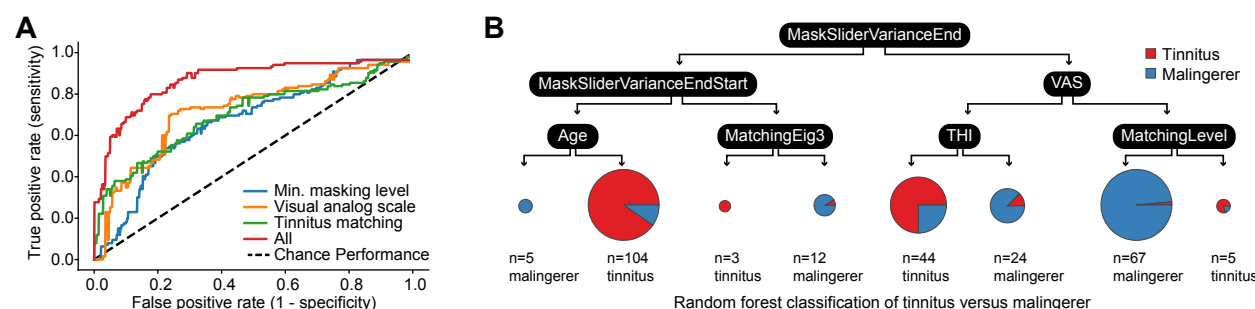 A
1.0
0.8
0.0
0.0
0.0
0.0
True positive rate (sensitivity)
Min. masking level
Visual analog scale
Tinnitus matching
All
Chance Performance
0.0 0.2 0.4 0.6 0.8 1.0
False positive rate (1 - specificity)
B
MaskSliderVarianceEnd
Tinnitus
Malingerer
MaskSliderVarianceEndStart VAS
Age MatchingEig3 THI MatchingLevel
n=5 n=104 n=3 n=12 n=44 n=24 n=67 n=5
malingerer tinnitus tinnitus malingerer tinnitus malingerer malingerer tinnitus
Random forest classification of tinnitus versus malingerer